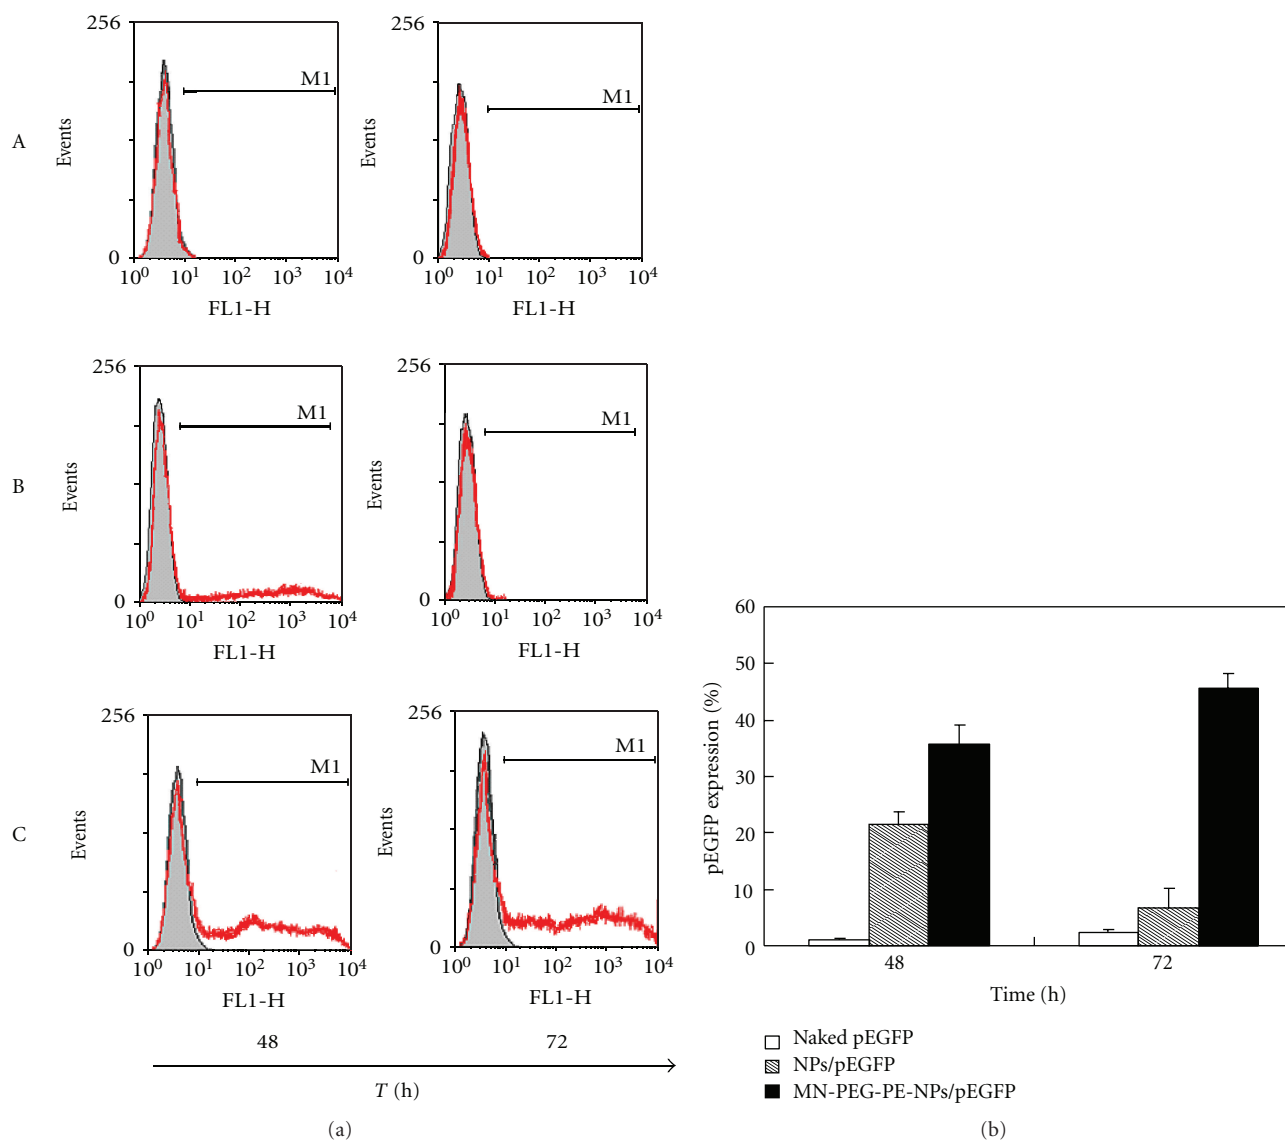 A
256
Events
M1
0
10⁰ 10¹ 10² 10³ 10⁴
FL1-H
256
Events
M1
0
10⁰ 10¹ 10² 10³ 10⁴
FL1-H
B
256
Events
M1
0
10⁰ 10¹ 10² 10³ 10⁴
FL1-H
256
Events
M1
0
10⁰ 10¹ 10² 10³ 10⁴
FL1-H
C
256
Events
M1
0
10⁰ 10¹ 10² 10³ 10⁴
FL1-H
256
Events
M1
0
10⁰ 10¹ 10² 10³ 10⁴
FL1-H
48 72
T (h)
(a)
pEGFP expression (%)
60
50
40
30
20
10
0
48 72
Time (h)
Naked pEGFP
NPs/pEGFP
MN-PEG-PE-NPs/pEGFP
(b)